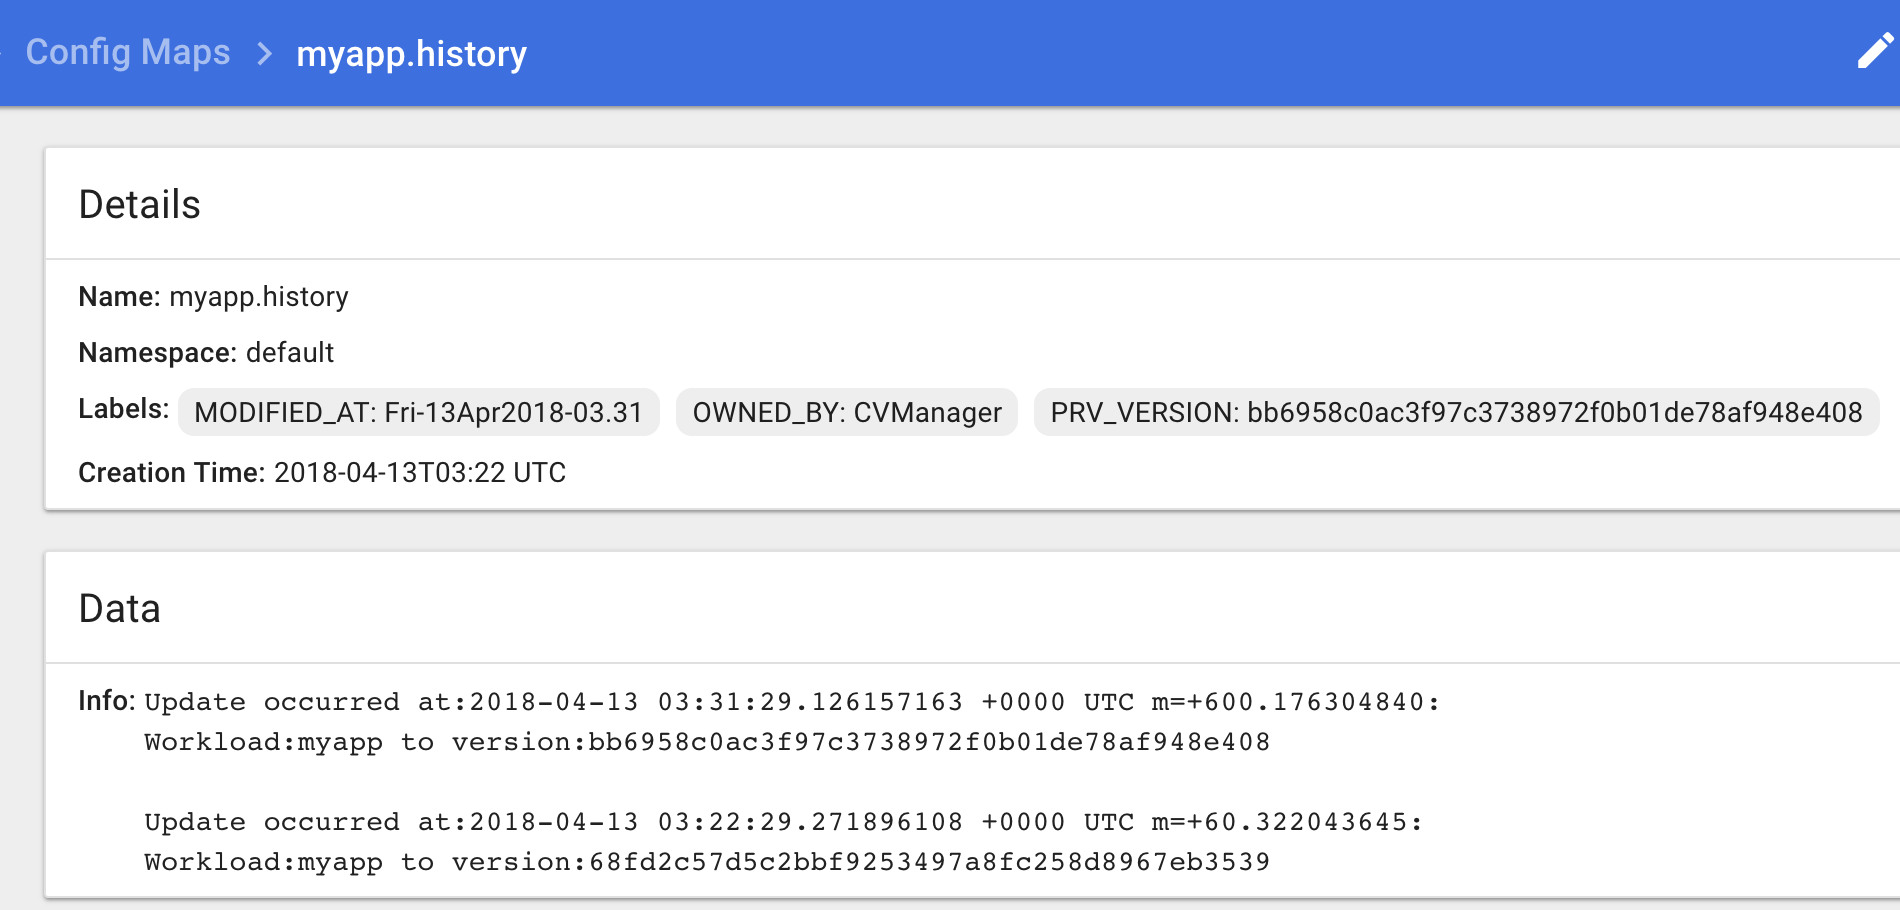 Config Maps > myapp.history
Details
Name: myapp.history
Namespace: default
Labels: MODIFIED_AT: Fri-13Apr2018-03.31 OWNED_BY: CVManager PRV_VERSION: bb6958c0ac3f97c3738972f0b01de78af948e408
Creation Time: 2018-04-13T03:22 UTC
Data
Info: Update occurred at:2018-04-13 03:31:29.126157163 +0000 UTC m=+600.176304840:
Workload:myapp to version:bb6958c0ac3f97c3738972f0b01de78af948e408
Update occurred at:2018-04-13 03:22:29.271896108 +0000 UTC m=+60.322043645:
Workload:myapp to version:68fd2c57d5c2bbf9253497a8fc258d8967eb3539